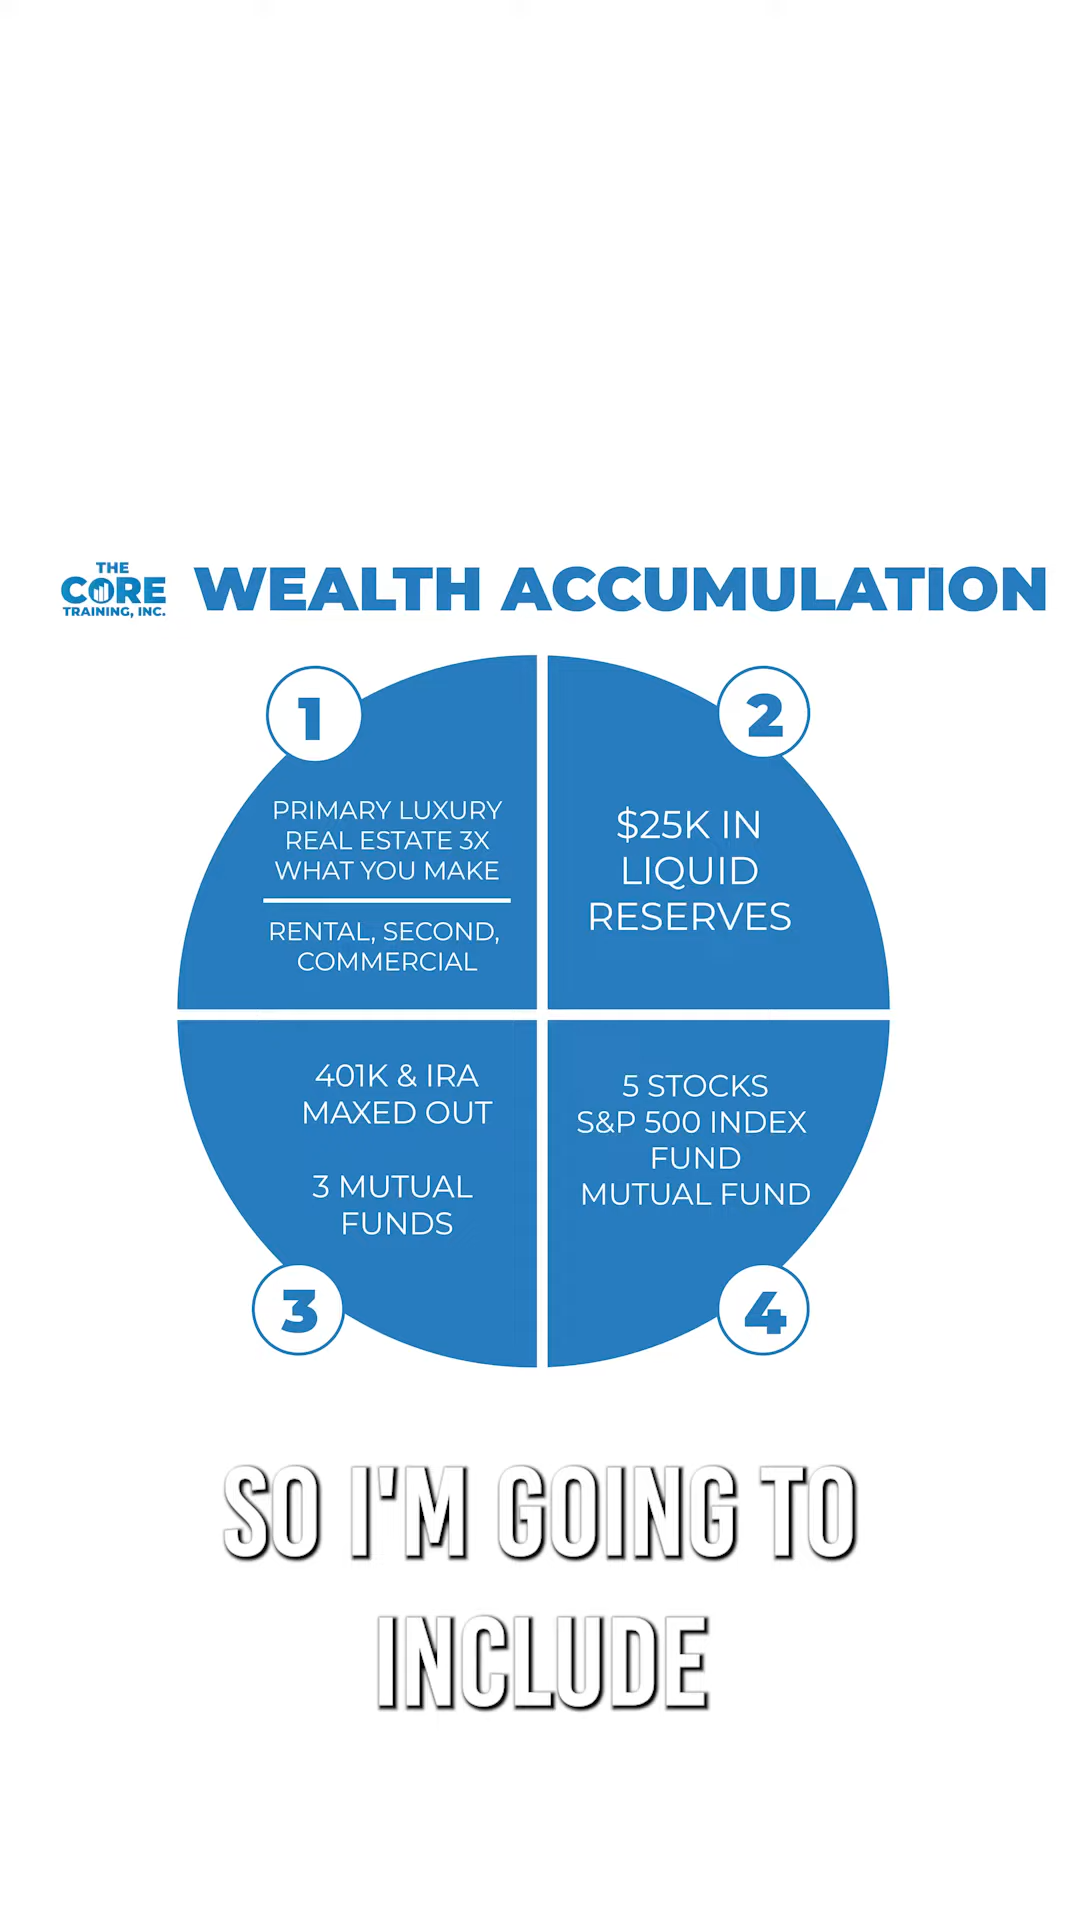 THE
CORE
TRAINING, INC.
WEALTH ACCUMULATION
1
PRIMARY LUXURY
REAL ESTATE 3X
WHAT YOU MAKE
RENTAL, SECOND,
COMMERCIAL
2
$25K IN
LIQUID
RESERVES
3
401K & IRA
MAXED OUT
3 MUTUAL
FUNDS
4
5 STOCKS
S&P 500 INDEX
FUND
MUTUAL FUND
SO I'M GOING TO
INCLUDE